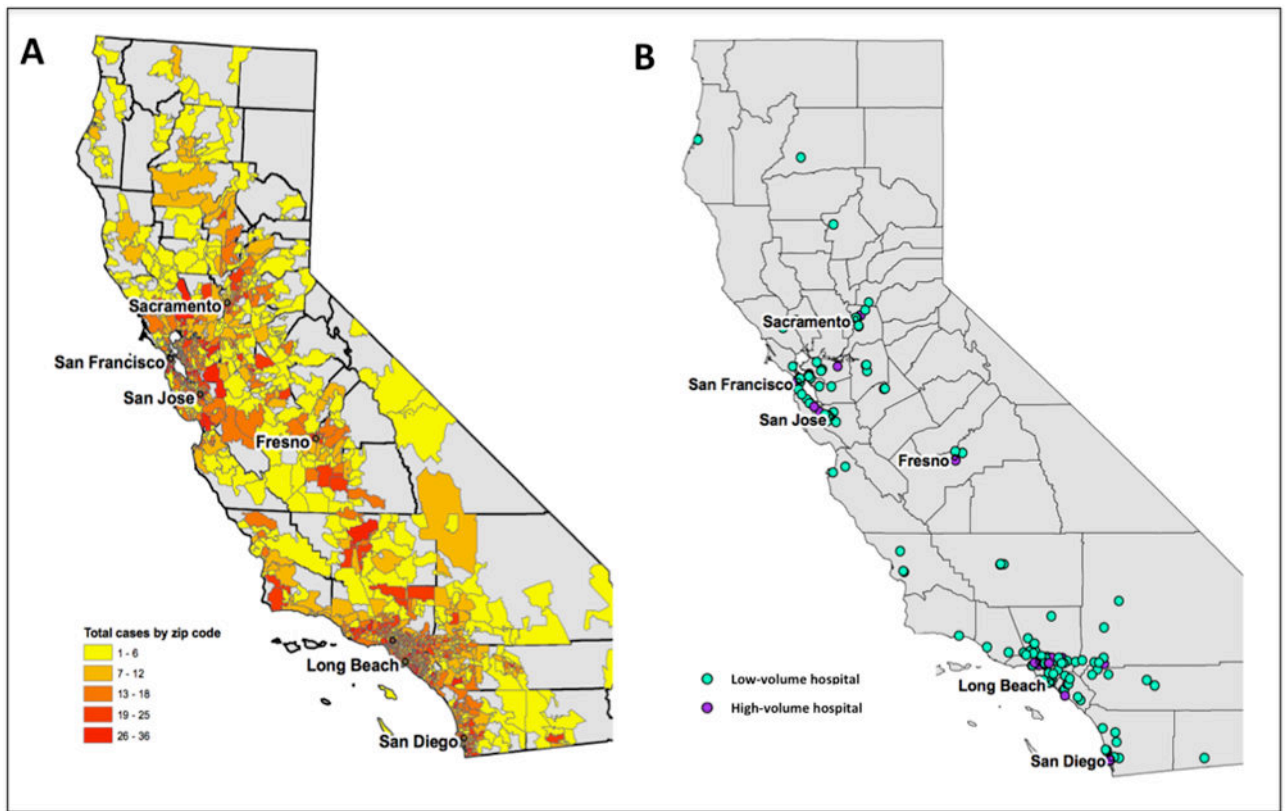 A
Sacramento
San Francisco
San Jose
Fresno
Total cases by zip code
1 - 6
7 - 12
13 - 18
19 - 25
26 - 36
Long Beach
San Diego
B
Sacramento
San Francisco
San Jose
Fresno
Long Beach
Low-volume hospital
High-volume hospital
San Diego